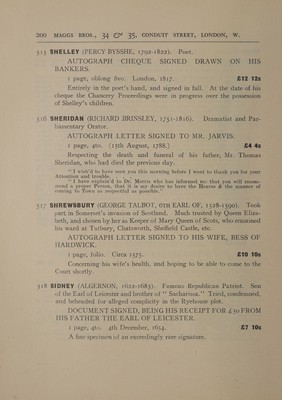 200 MAGGS BROS., 34 & 35, CONDUIT STREET, LONDON, W.
515 SHELLEY (PERCY BYSSHE, 1792-1822). Poet.
AUTOGRAPH CHEQUE SIGNED DRAWN ON HIS
BANKERS.
1 page, oblong 8vo. London, 1817. £12 12s
Entirely in the poet's hand, and signed in full. At the date of his
cheque the Chancery Proceedings were in progress over the possession
of Shelley's children.
516 SHERIDAN (RICHARD BRINSLEY, 1751-1816). Dramatist and Par-
liamentary Orator.
AUTOGRAPH LETTER SIGNED TO MR. JARVIS.
1 page, 4to. (15th August, 1788.) £4 4s
Respecting the death and funeral of his father, Mr. Thomas
Sheridan, who had died the previous day.
"I wish'd to have seen you this morning before I went to thank you for your
Attention and trouble.
"I have explain'd to Dr. Morris who has informed me that you will recom-
mend a proper Person, that it is my desire to have the Hearse & the manner of
coming to Town as respectful as possible."
517 SHREWSBURY (GEORGE TALBOT, 6TH EARL OF, 1528-1590). Took
part in Somerset's invasion of Scotland. Much trusted by Queen Eliza-
beth, and chosen by her as Keeper of Mary Queen of Scots, who remained
his ward at Tutbury, Chatsworth, Sheffield Castle, etc.
AUTOGRAPH LETTER SIGNED TO HIS WIFE, BESS OF
HARDWICK.
1 page, folio. Circa 1575. £10 10s
Concerning his wife's health, and hoping to be able to come to the
Court shortly.
518 SIDNEY (ALGERNON, 1622-1683). Famous Republican Patriot. Son
of the Earl of Leicester and brother of "Sacharissa." Tried, condemned,
and beheaded for alleged complicity in the Ryehouse plot.
DOCUMENT SIGNED, BEING HIS RECEIPT FOR £50 FROM
HIS FATHER THE EARL OF LEICESTER.
1 page, 4to. 4th December, 1654. £7 10s
A fine specimen of an exceedingly rare signature.